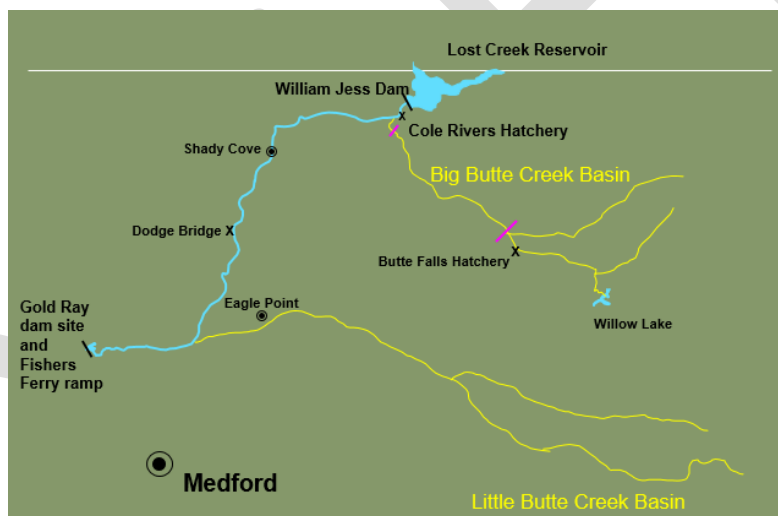 Lost Creek Reservoir
William Jess Dam
Cole Rivers Hatchery
Shady Cove
Big Butte Creek Basin
Dodge Bridge
Butte Falls Hatchery
Eagle Point
Gold Ray
dam site
and
Fishers
Ferry ramp
Willow Lake
Medford
Little Butte Creek Basin